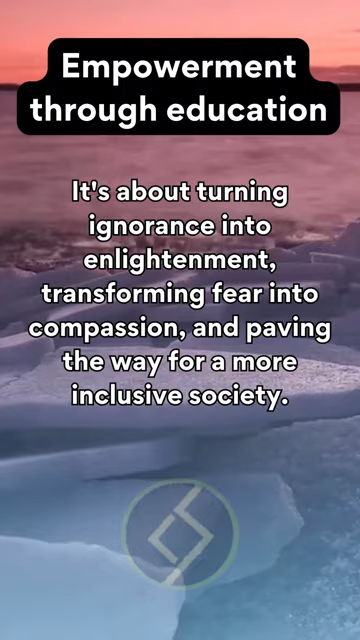 Empowerment
through education
It's about turning
ignorance into
enlightenment,
transforming fear into
compassion, and paving
the way for a more
inclusive society.